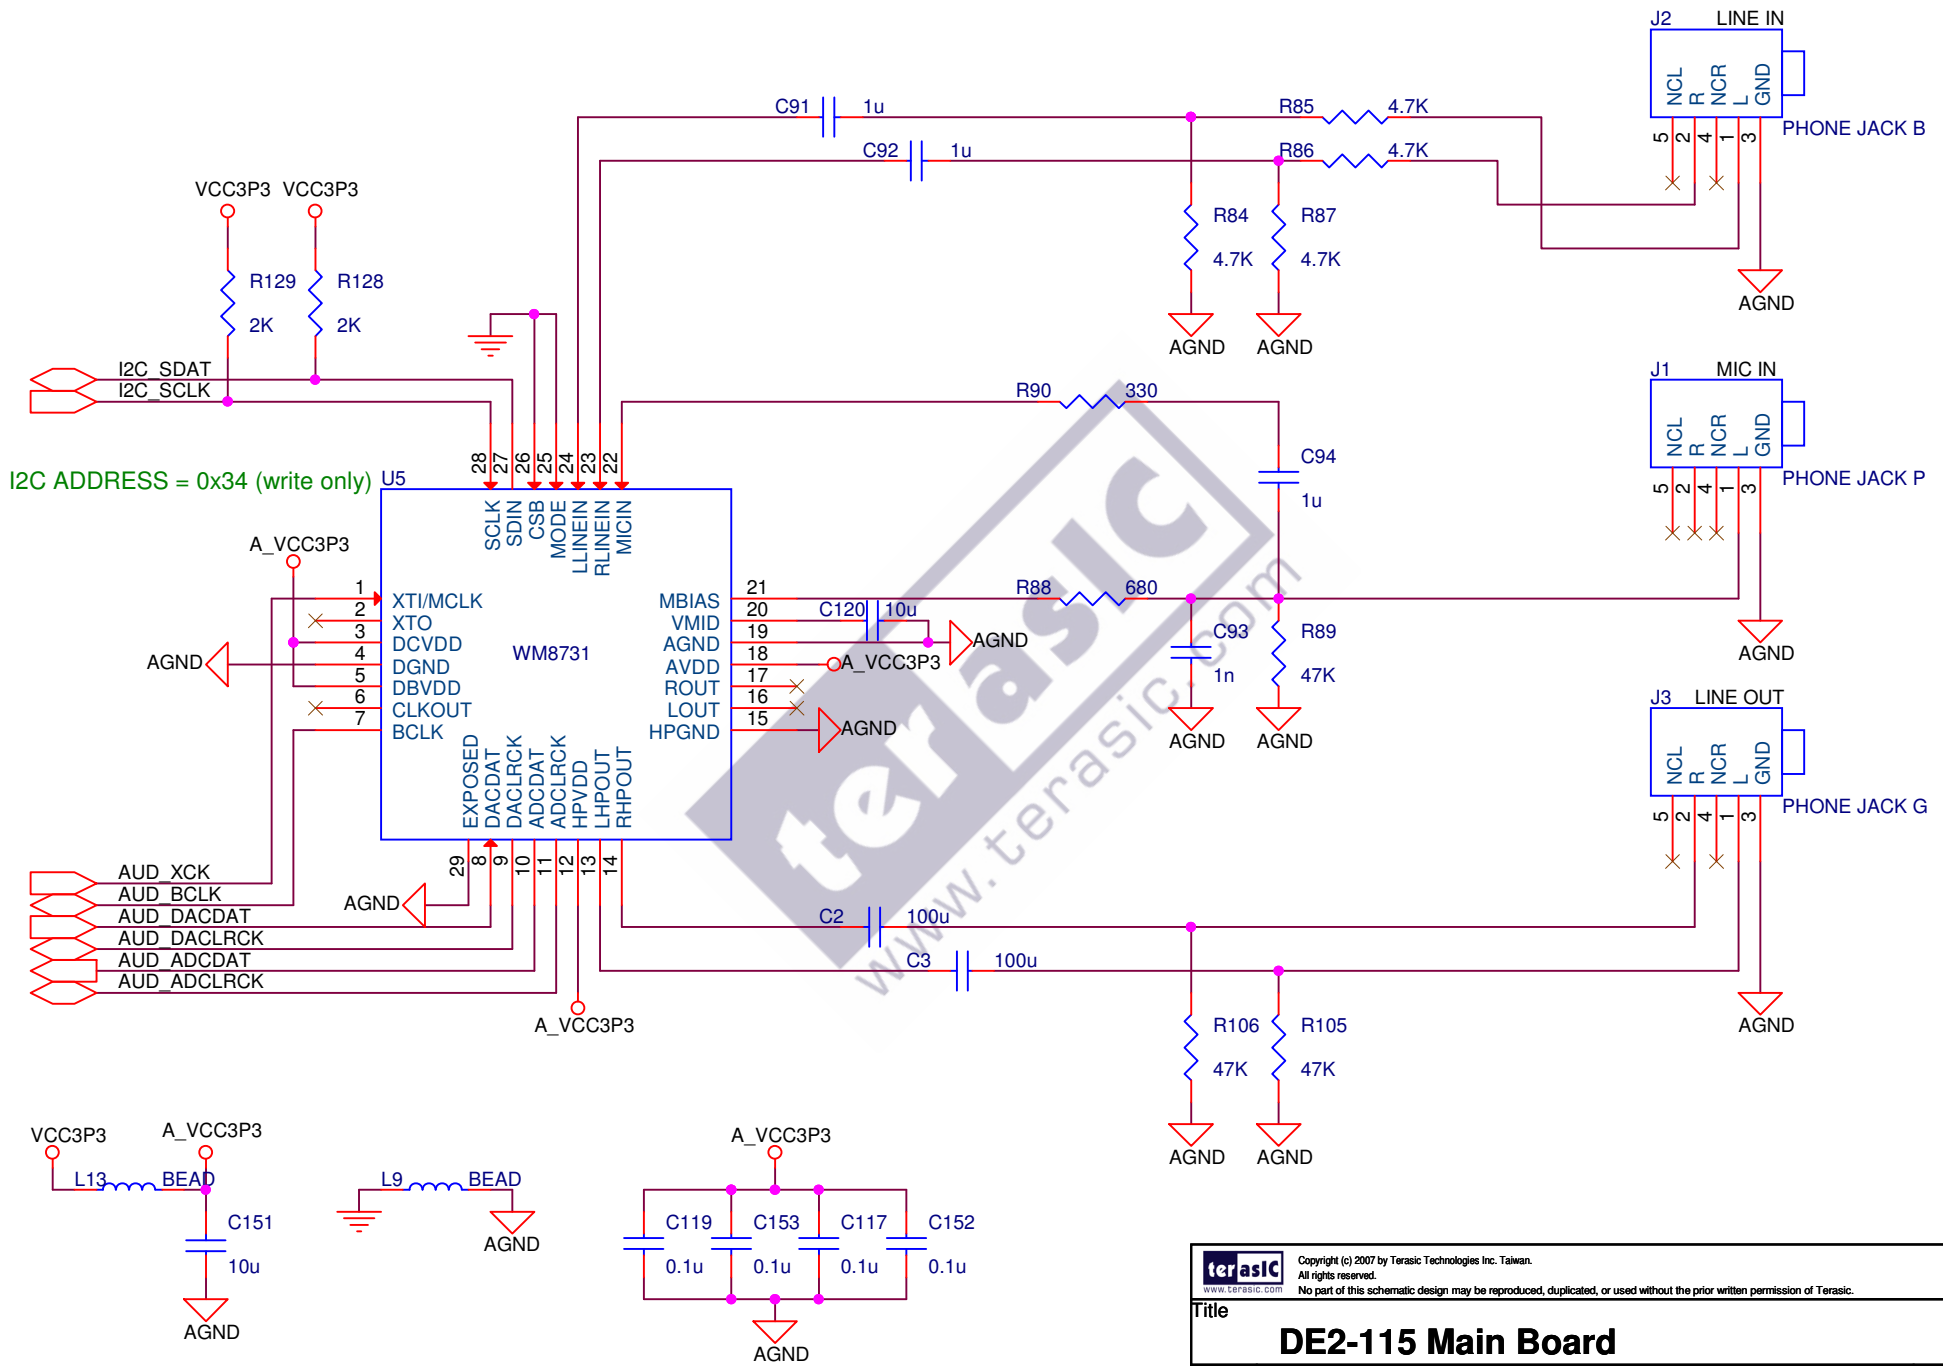 J2 LINE IN
NCL R NCR L GND
5 2 4 1 3
PHONE JACK B
C91 1u
R85 4.7K
C92 1u
R86 4.7K
R84
4.7K
R87
4.7K
AGND
AGND
AGND
VCC3P3 VCC3P3
R129
2K
R128
2K
I2C_SDAT
I2C_SCLK
J1 MIC IN
NCL R NCR L GND
5 2 4 1 3
PHONE JACK P
AGND
R90 330
C94
1u
I2C ADDRESS = 0x34 (write only)
U5
28 27 26 25 24 23 22
SCLK SDIN CSB MODE LLINEIN RLINEIN MICIN
A_VCC3P3
1 XTI/MCLK
2 XTO
3 DCVDD
4 DGND
5 DBVDD
6 CLKOUT
7 BCLK
AGND
WM8731
MBIAS 21
VMID 20
AGND 19
AVDD 18
ROUT 17
LOUT 16
HPGND 15
R88 680
C120 10u
AGND
A_VCC3P3
AGND
C93
1n
R89
47K
AGND
AGND
EXPOSED DACDAT DACLRCK ADCDAT ADCLRCK HPVDD LHPOUT RHPOUT
29 8 9 10 11 12 13 14
AGND
J3 LINE OUT
NCL R NCR L GND
5 2 4 1 3
PHONE JACK G
AGND
AUD_XCK
AUD_BCLK
AUD_DACDAT
AUD_DACLRCK
AUD_ADCDAT
AUD_ADCLRCK
A_VCC3P3
C2 100u
C3 100u
R106
47K
R105
47K
AGND
AGND
terasic
www.terasic.com
VCC3P3 A_VCC3P3
L13 BEAD
C151
10u
AGND
L9 BEAD
AGND
A_VCC3P3
C119
0.1u
C153
0.1u
C117
0.1u
C152
0.1u
AGND
terasIC
www.terasic.com
Copyright (c) 2007 by Terasic Technologies Inc. Taiwan.
All rights reserved.
No part of this schematic design may be reproduced, duplicated, or used without the prior written permission of Terasic.
Title
DE2-115 Main Board